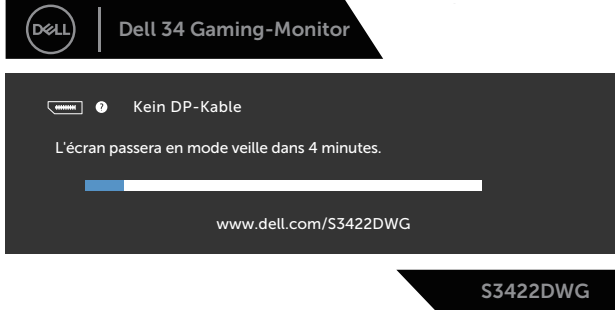 DELL
Dell 34 Gaming-Monitor
? Kein DP-Kable
L'écran passera en mode veille dans 4 minutes.
www.dell.com/S3422DWG
S3422DWG